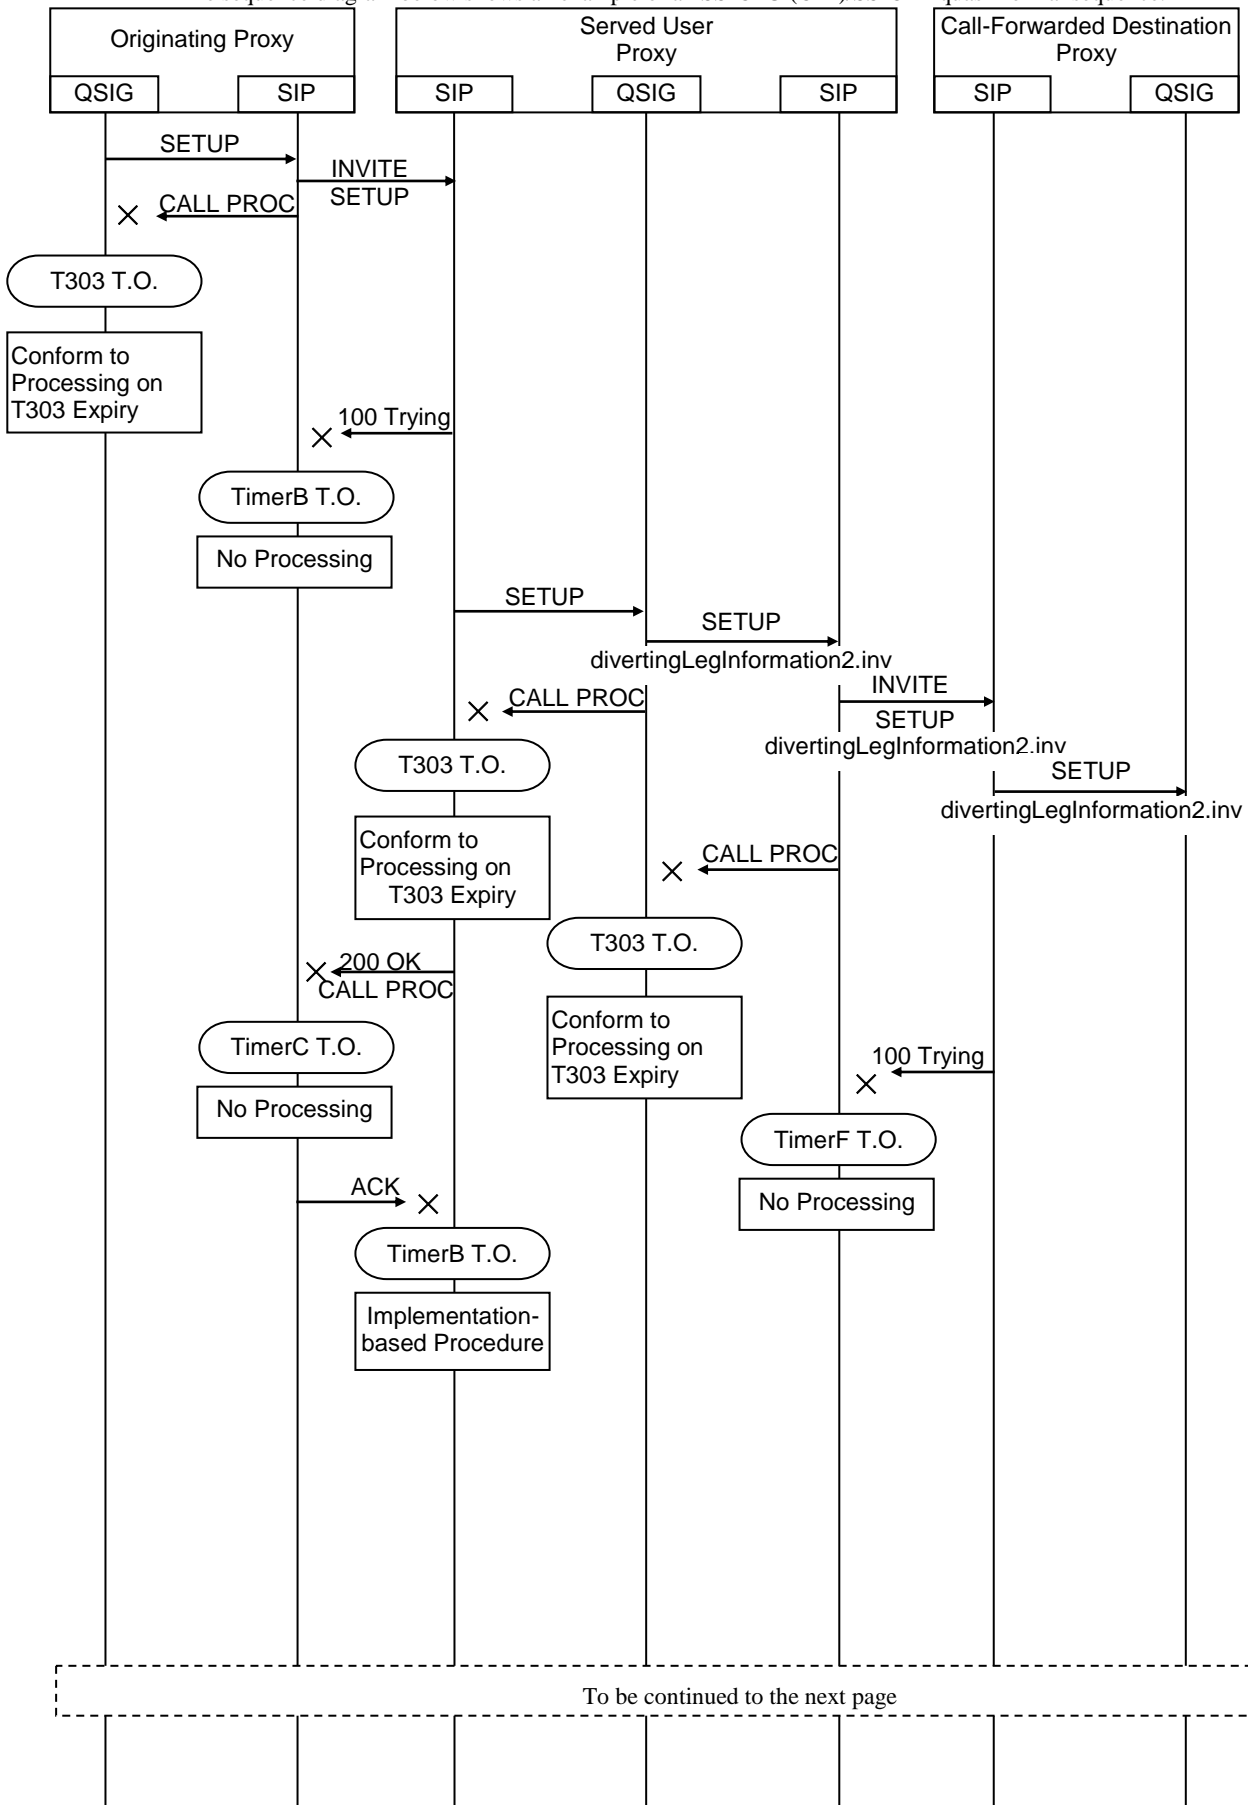 Originating Proxy
Served User
Proxy
Call-Forwarded Destination
Proxy
QSIG
SIP
SIP
QSIG
SIP
SIP
QSIG
SETUP
INVITE
SETUP
CALL PROC
T303 T.O.
Conform to
Processing on
T303 Expiry
100 Trying
TimerB T.O.
No Processing
SETUP
SETUP
divertingLegInformation2.inv
INVITE
SETUP
divertingLegInformation2.inv
CALL PROC
T303 T.O.
SETUP
divertingLegInformation2.inv
Conform to
Processing on
T303 Expiry
CALL PROC
T303 T.O.
200 OK
CALL PROC
Conform to
Processing on
T303 Expiry
TimerC T.O.
No Processing
100 Trying
TimerF T.O.
No Processing
ACK
TimerB T.O.
Implementation-
based Procedure
To be continued to the next page